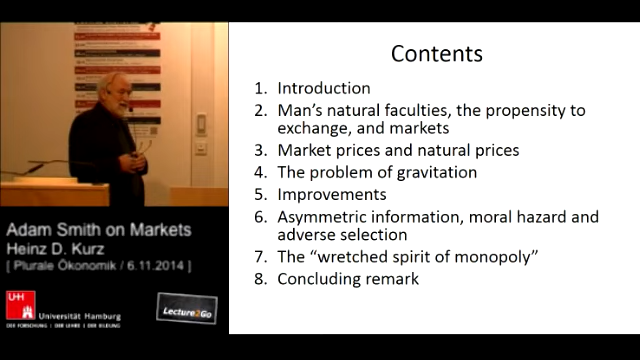 Contents
1. Introduction
2. Man's natural faculties, the propensity to
exchange, and markets
3. Market prices and natural prices
4. The problem of gravitation
5. Improvements
6. Asymmetric information, moral hazard and
adverse selection
7. The “wretched spirit of monopoly”
8. Concluding remark
Adam Smith on Markets
Heinz D. Kurz
[ Plurale Ökonomik / 6.11.2014 ]
UH
Universität Hamburg
DER FORSCHUNG | DER LEHRE | DER BILDUNG
Lecture2Go